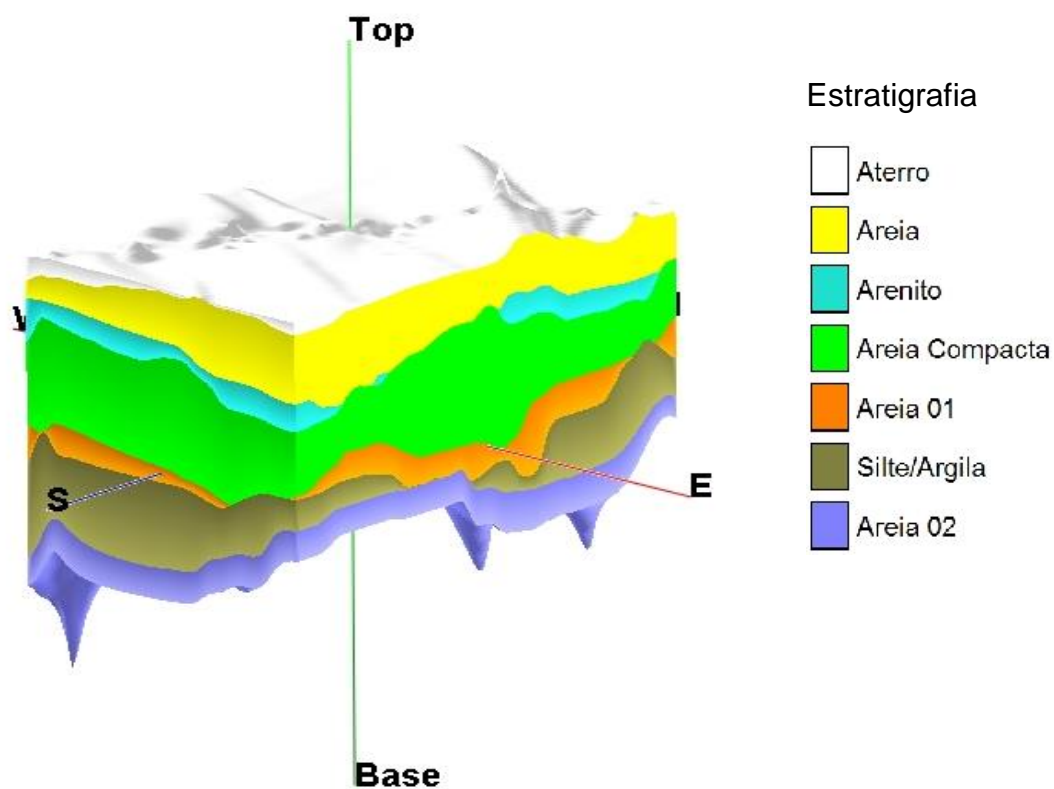 Top
Estratigrafia
Aterro
Areia
Arenito
Areia Compacta
Areia 01
Silte/Argila
Areia 02
S
E
Base